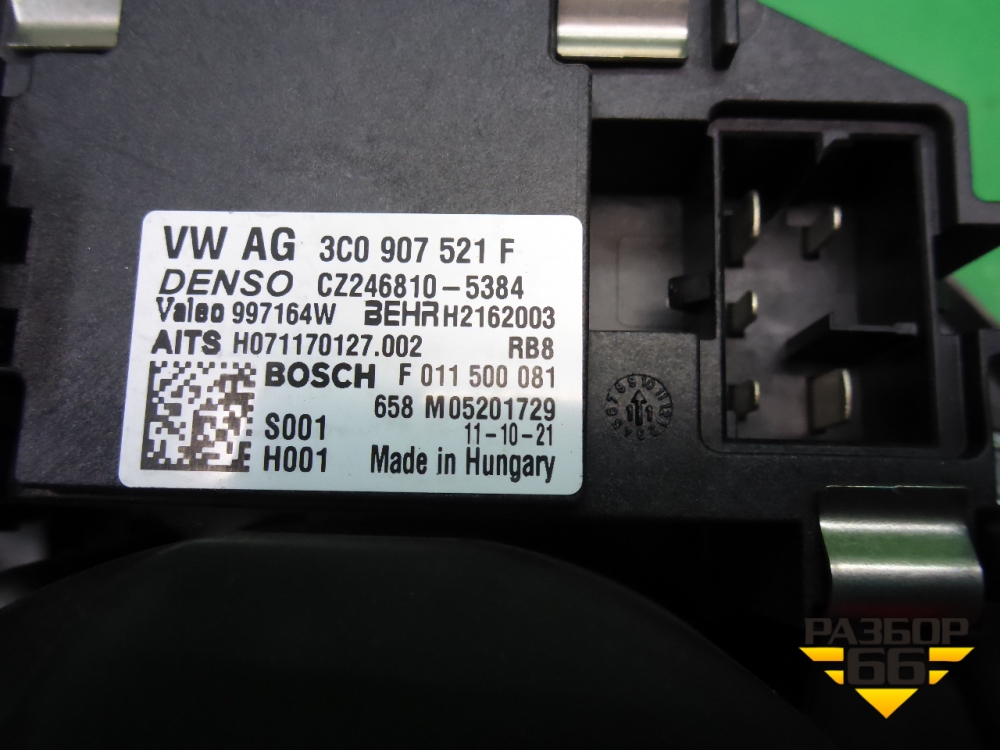 VW AG 3C0 907 521 F
DENSO CZ246810-5384
Valeo 997164W BEHR H2162003
AITS H071170127.002 RB8
BOSCH F 011 500 081
658 M05201729
S001 11-10-21
H001 Made in Hungary
РАЗБОР
66